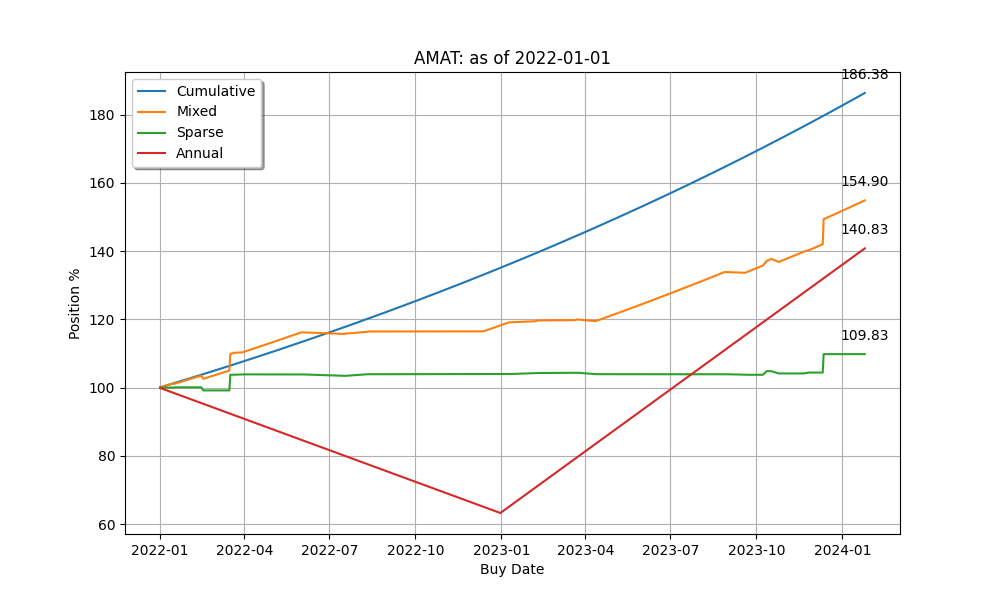 AMAT: as of 2022-01-01
Cumulative
Mixed
Sparse
Annual
186.38
154.90
140.83
109.83
180
160
140
120
100
80
60
Position %
2022-01
2022-04
2022-07
2022-10
2023-01
2023-04
2023-07
2023-10
2024-01
Buy Date